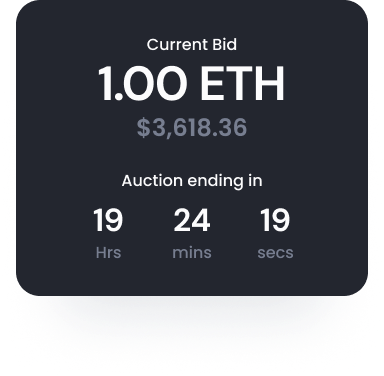 Current Bid
1.00 ETH
$3,618.36
Auction ending in
19 24 19
Hrs mins secs